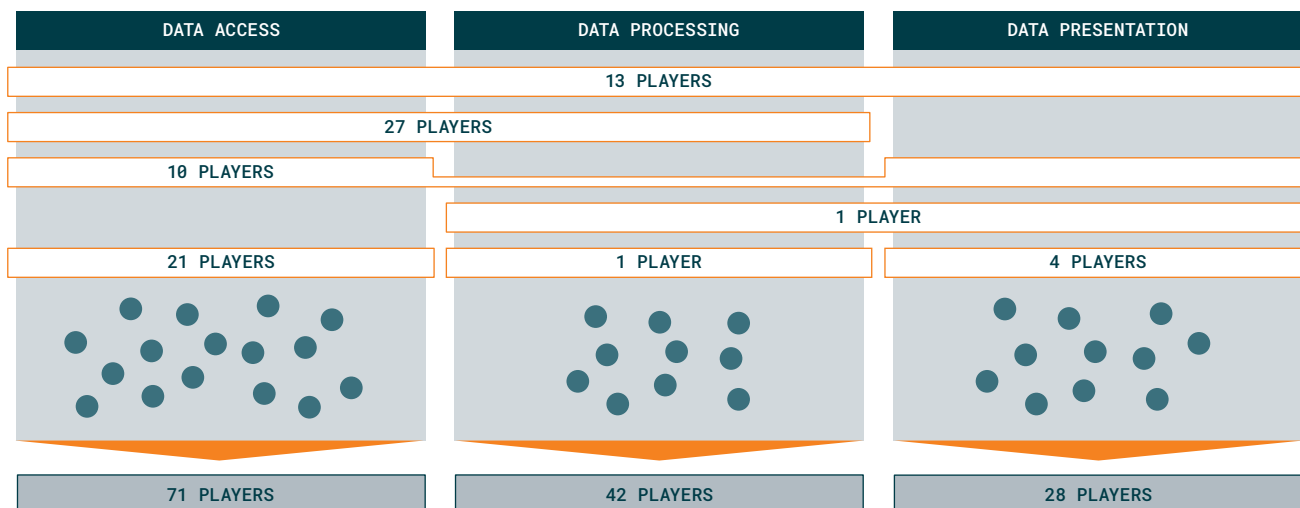 DATA ACCESS
DATA PROCESSING
DATA PRESENTATION
13 PLAYERS
27 PLAYERS
10 PLAYERS
1 PLAYER
21 PLAYERS
1 PLAYER
4 PLAYERS
71 PLAYERS
42 PLAYERS
28 PLAYERS